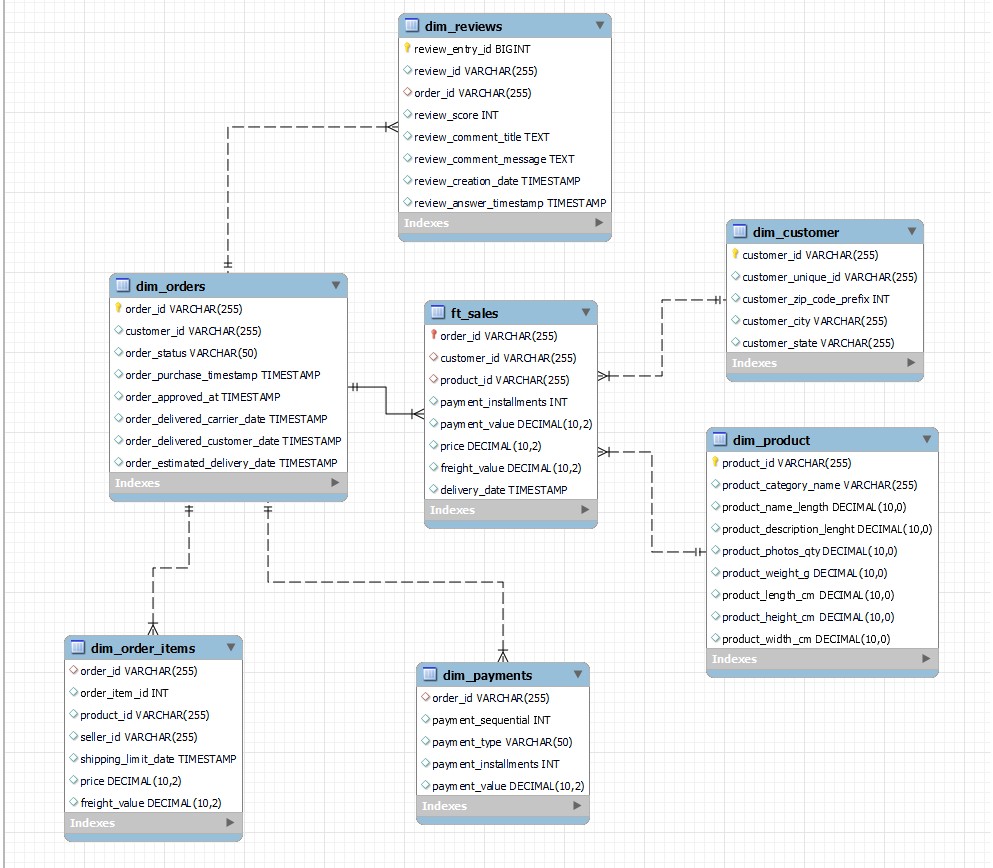 dim_reviews
review_entry_id BIGINT
review_id VARCHAR(255)
order_id VARCHAR(255)
review_score INT
review_comment_title TEXT
review_comment_message TEXT
review_creation_date TIMESTAMP
review_answer_timestamp TIMESTAMP
Indexes
dim_customer
customer_id VARCHAR(255)
customer_unique_id VARCHAR(255)
customer_zip_code_prefix INT
customer_city VARCHAR(255)
customer_state VARCHAR(255)
Indexes
dim_orders
order_id VARCHAR(255)
customer_id VARCHAR(255)
order_status VARCHAR(50)
order_purchase_timestamp TIMESTAMP
order_approved_at TIMESTAMP
order_delivered_carrier_date TIMESTAMP
order_delivered_customer_date TIMESTAMP
order_estimated_delivery_date TIMESTAMP
Indexes
ft_sales
order_id VARCHAR(255)
customer_id VARCHAR(255)
product_id VARCHAR(255)
payment_installments INT
payment_value DECIMAL(10,2)
price DECIMAL(10,2)
freight_value DECIMAL(10,2)
delivery_date TIMESTAMP
Indexes
dim_product
product_id VARCHAR(255)
product_category_name VARCHAR(255)
product_name_length DECIMAL(10,0)
product_description_lenght DECIMAL(10,0)
product_photos_qty DECIMAL(10,0)
product_weight_g DECIMAL(10,0)
product_length_cm DECIMAL(10,0)
product_height_cm DECIMAL(10,0)
product_width_cm DECIMAL(10,0)
Indexes
dim_order_items
order_id VARCHAR(255)
order_item_id INT
product_id VARCHAR(255)
seller_id VARCHAR(255)
shipping_limit_date TIMESTAMP
price DECIMAL(10,2)
freight_value DECIMAL(10,2)
Indexes
dim_payments
order_id VARCHAR(255)
payment_sequential INT
payment_type VARCHAR(50)
payment_installments INT
payment_value DECIMAL(10,2)
Indexes